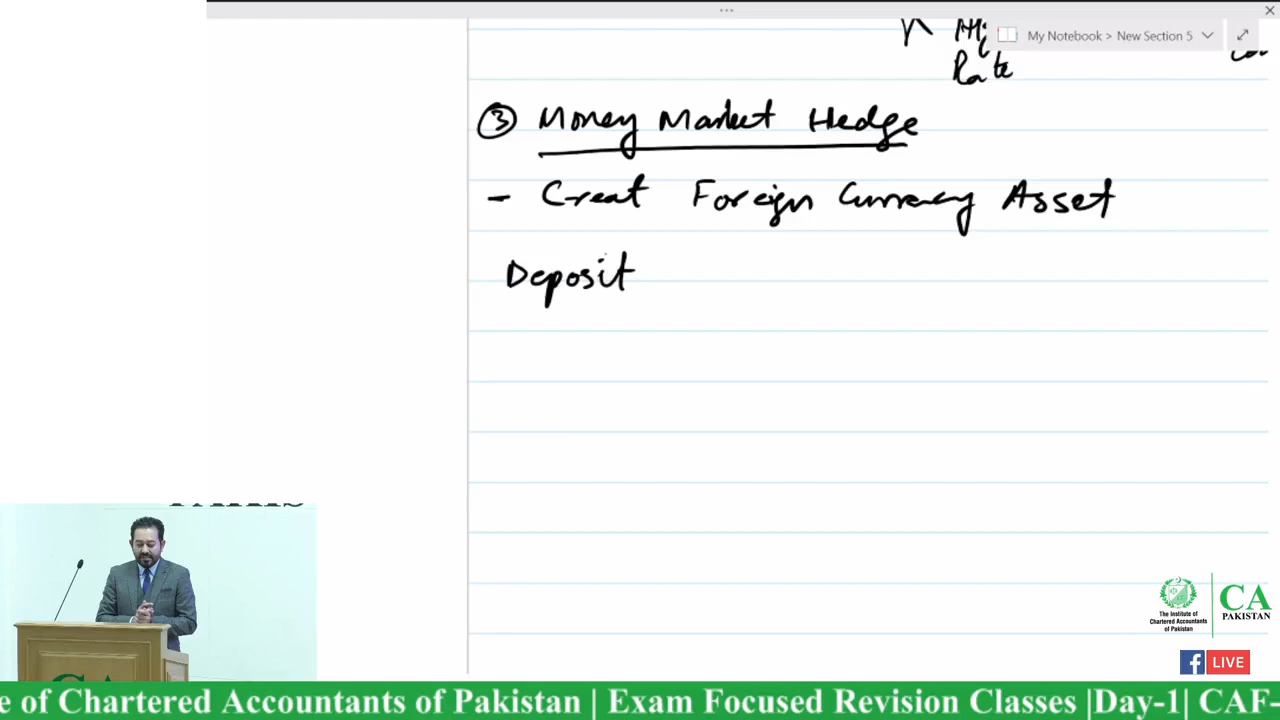 My Notebook > New Section 5
Rate
③ Money Market Hedge
- Creat Foreign Currency Asset
Deposit
The Institute of
Chartered Accountants
of Pakistan
CA
PAKISTAN
f LIVE
e of Chartered Accountants of Pakistan | Exam Focused Revision Classes |Day-1| CAF-